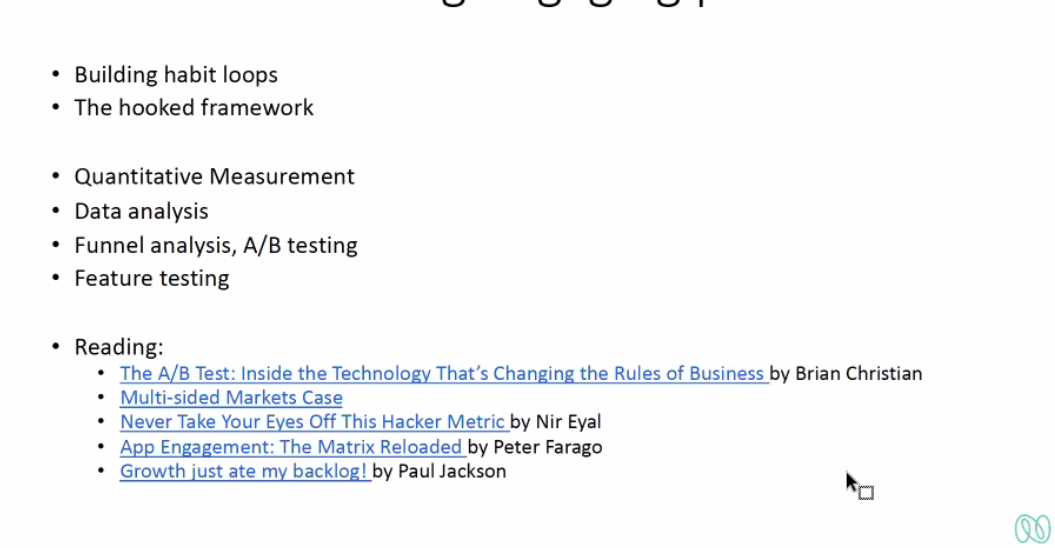 • Building habit loops
• The hooked framework
• Quantitative Measurement
• Data analysis
• Funnel analysis, A/B testing
• Feature testing
• Reading:
• The A/B Test: Inside the Technology That's Changing the Rules of Business by Brian Christian
• Multi-sided Markets Case
• Never Take Your Eyes Off This Hacker Metric by Nir Eyal
• App Engagement: The Matrix Reloaded by Peter Farago
• Growth just ate my backlog! by Paul Jackson